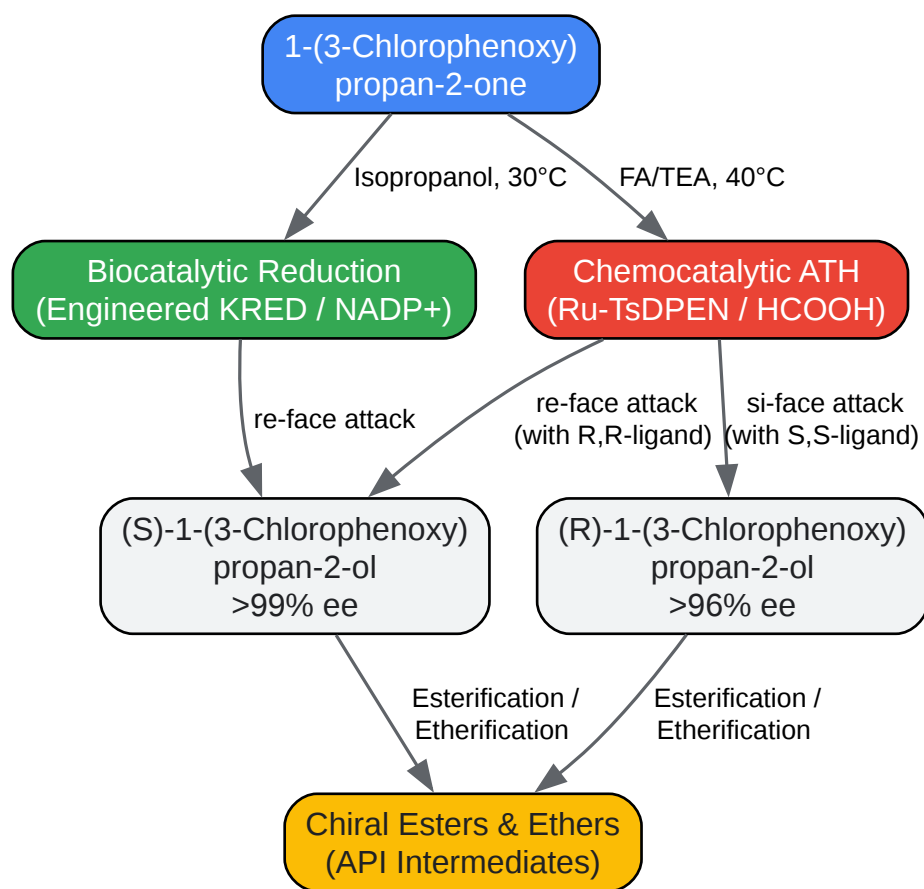 1-(3-Chlorophenoxy)
propan-2-one
Isopropanol, 30°C
FA/TEA, 40°C
Biocatalytic Reduction
(Engineered KRED / NADP+)
Chemocatalytic ATH
(Ru-TsDPEN / HCOOH)
re-face attack
re-face attack
(with R,R-ligand)
si-face attack
(with S,S-ligand)
(S)-1-(3-Chlorophenoxy)
propan-2-ol
>99% ee
(R)-1-(3-Chlorophenoxy)
propan-2-ol
>96% ee
Esterification /
Etherification
Esterification /
Etherification
Chiral Esters & Ethers
(API Intermediates)